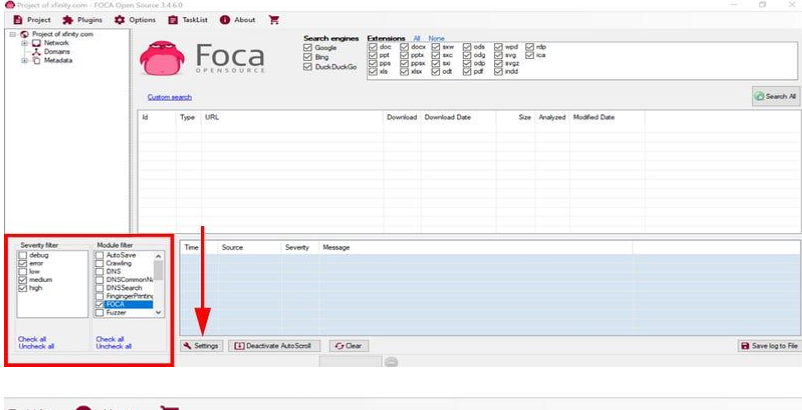 Project of xfinity.com - FOCA Open Source 3.4.6.0
Project Plugins Options TaskList About
Project of xfinity.com
Network
Domains
Metadata
Foca
OPEN SOURCE
Search engines
Google
Bing
DuckDuckGo
Extensions All None
doc docx sxw ods wpd rdp
ppt pptx sxc odg svg ica
pps ppsx sxi odp svgz
xls xlsx odt pdf indd
Custom search
Search All
Id Type URL Download Download Date Size Analyzed Modified Date
Severity filter
debug
error
low
medium
high
Check all
Uncheck all
Module filter
AutoSave
Crawling
DNS
DNSCommonNa
DNSSearch
FingingerPrinting
FOCA
Fuzzer
Check all
Uncheck all
Time Source Severity Message
Settings Deactivate AutoScroll Clear Save log to File